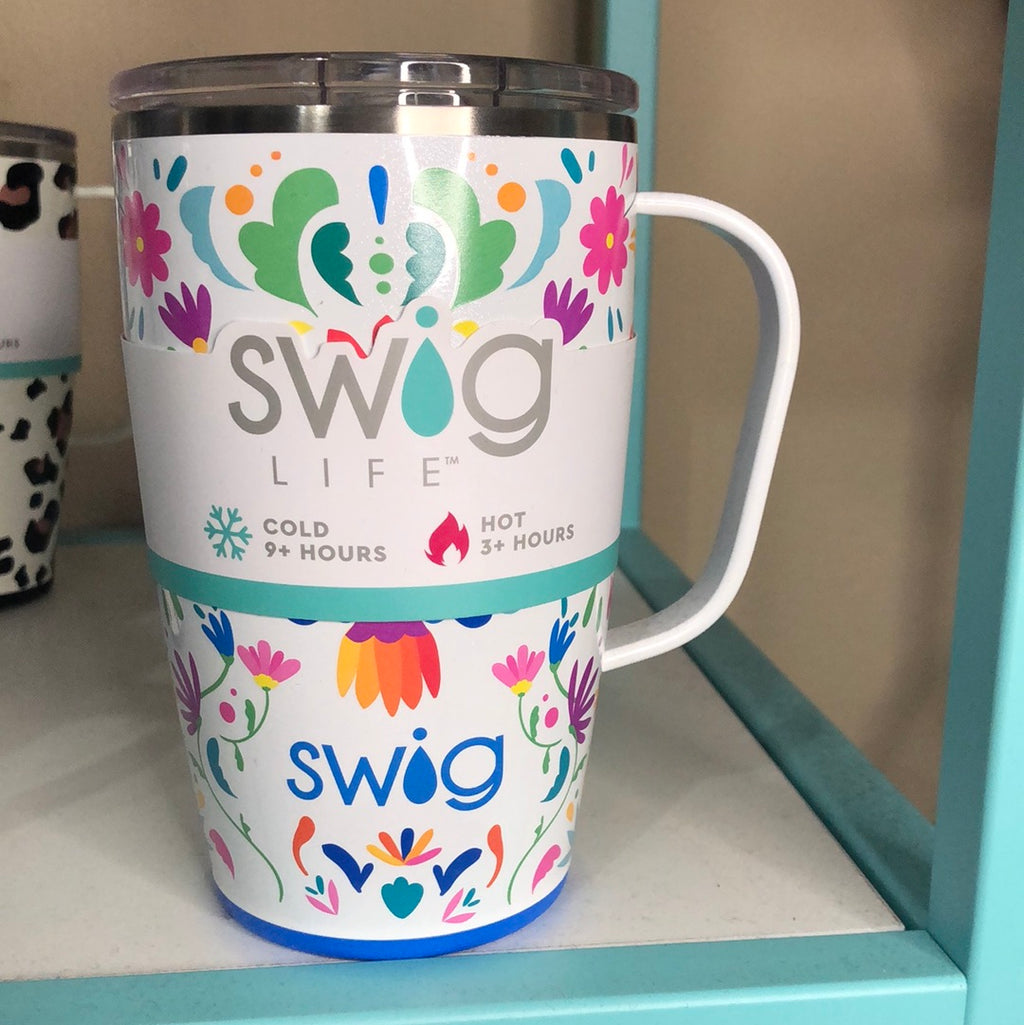 swig
LIFE™
COLD
9+ HOURS
HOT
3+ HOURS
swig